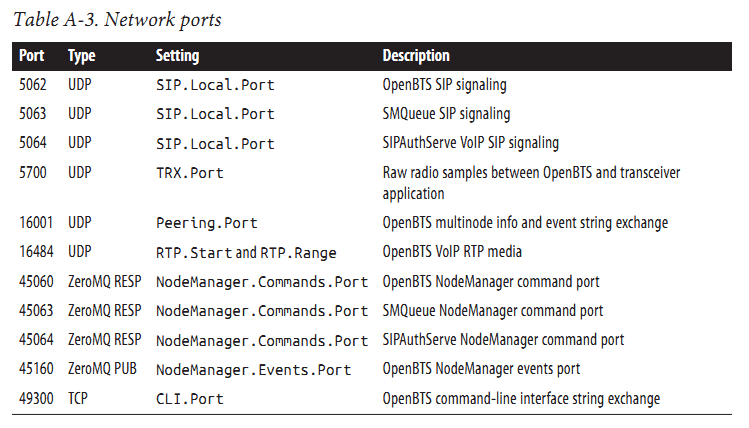 Table A-3. Network ports
Port Type Setting Description
5062 UDP SIP.Local.Port OpenBTS SIP signaling
5063 UDP SIP.Local.Port SMQueue SIP signaling
5064 UDP SIP.Local.Port SIPAuthServe VoIP SIP signaling
5700 UDP TRX.Port Raw radio samples between OpenBTS and transceiver
application
16001 UDP Peering.Port OpenBTS multinode info and event string exchange
16484 UDP RTP.Start and RTP.Range OpenBTS VoIP RTP media
45060 ZeroMQ RESP NodeManager.Commands.Port OpenBTS NodeManager command port
45063 ZeroMQ RESP NodeManager.Commands.Port SMQueue NodeManager command port
45064 ZeroMQ RESP NodeManager.Commands.Port SIPAuthServe NodeManager command port
45160 ZeroMQ PUB NodeManager.Events.Port OpenBTS NodeManager events port
49300 TCP CLI.Port OpenBTS command-line interface string exchange